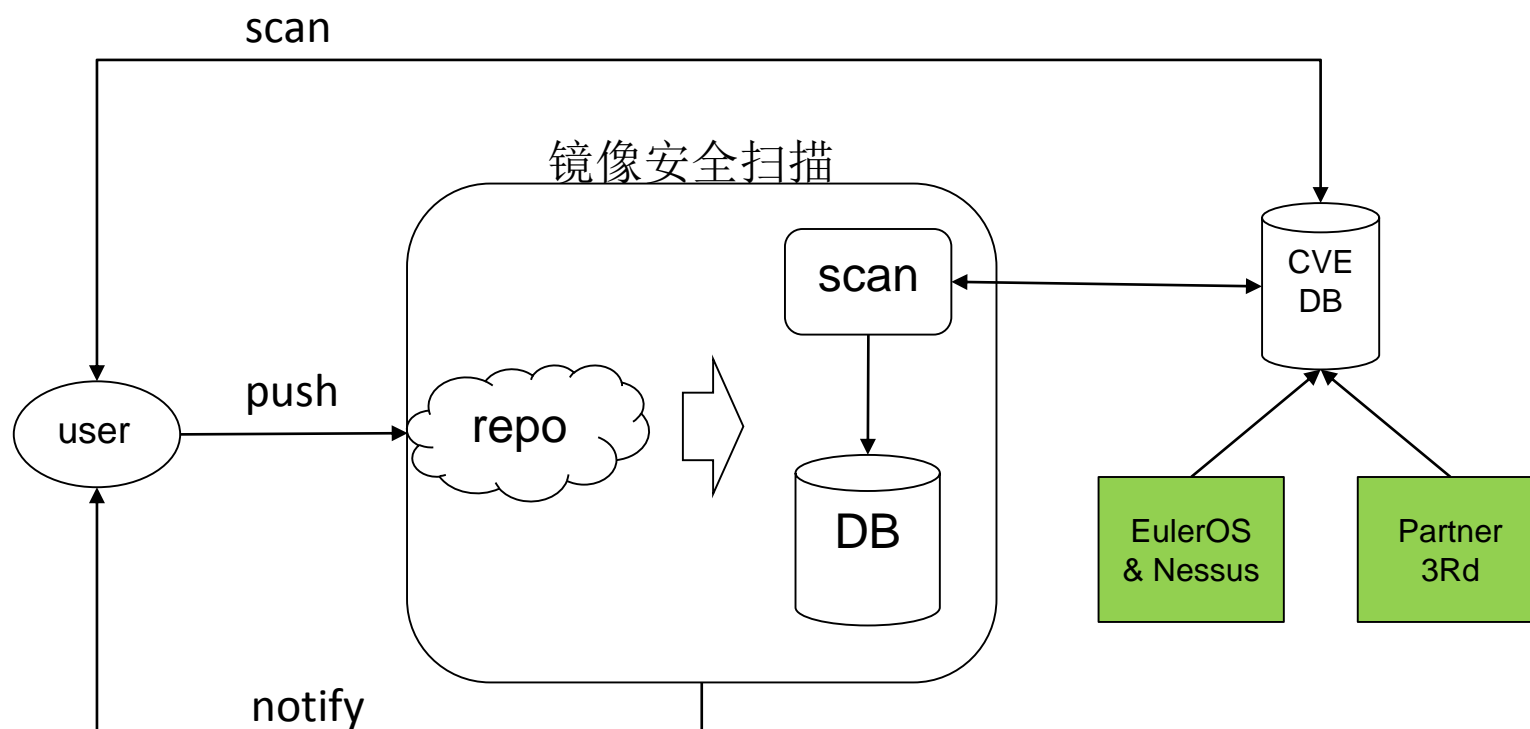 scan
镜像安全扫描
scan
CVE
DB
push
user
repo
DB
EulerOS
& Nessus
Partner
3Rd
notify